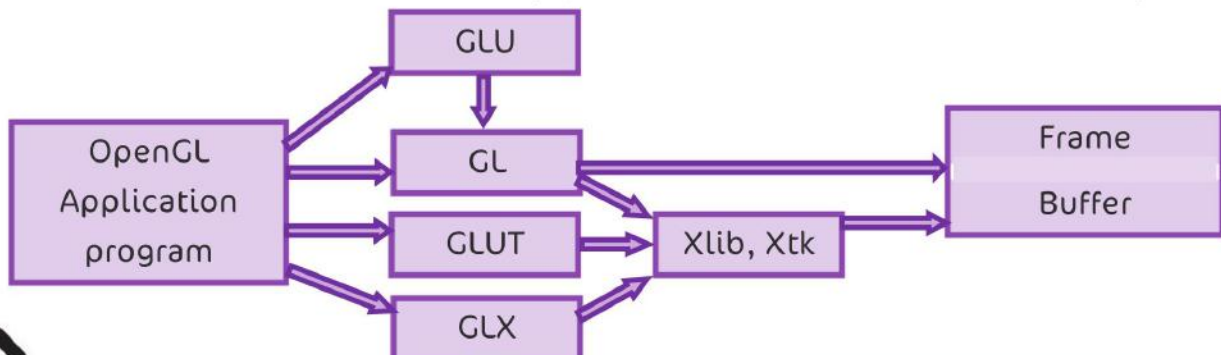 GLU
OpenGL
Application
program
GL
GLUT
GLX
Xlib, Xtk
Frame
Buffer